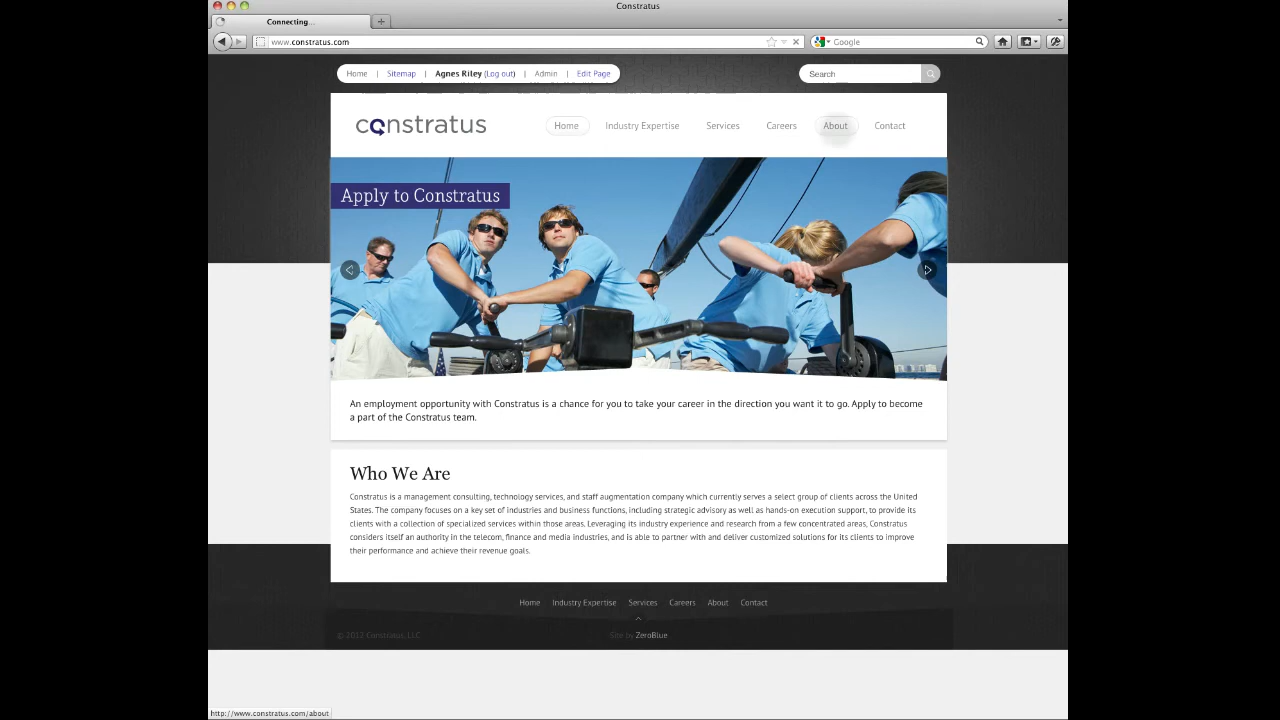 Constratus
Connecting...
www.constratus.com
Google
Home | Sitemap | Agnes Riley (Log out) | Admin | Edit Page
Search
constratus
Home Industry Expertise Services Careers About Contact
Apply to Constratus
An employment opportunity with Constratus is a chance for you to take your career in the direction you want it to go. Apply to become
a part of the Constratus team.
Who We Are
Constratus is a management consulting, technology services, and staff augmentation company which currently serves a select group of clients across the United
States. The company focuses on a key set of industries and business functions, including strategic advisory as well as hands-on execution support, to provide its
clients with a collection of specialized services within those areas. Leveraging its industry experience and research from a few concentrated areas, Constratus
considers itself an authority in the telecom, finance and media industries, and is able to partner with and deliver customized solutions for its clients to improve
their performance and achieve their revenue goals.
Home Industry Expertise Services Careers About Contact
© 2012 Constratus, LLC
Site by ZeroBlue
http://www.constratus.com/about